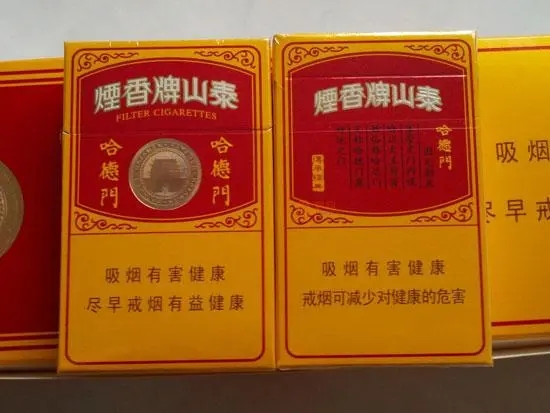 泰山牌香煙
FILTER CIGARETTES
哈德門
哈德門
吸烟有害健康
尽早戒烟有益健康
泰山牌香煙
哈德門
吸烟有害健康
戒烟可减少对健康的危害
吸烟有
尽早戒烟